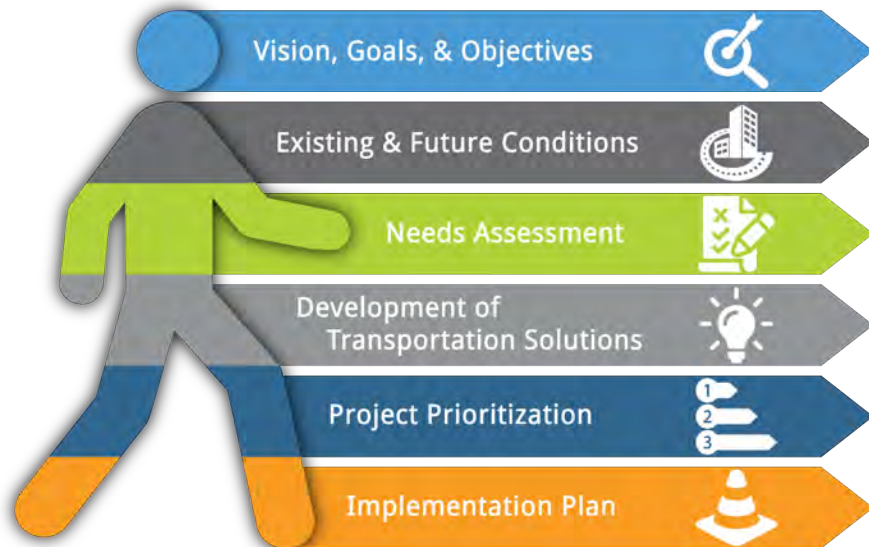 Vision, Goals, & Objectives
Existing & Future Conditions
Needs Assessment
Development of
Transportation Solutions
Project Prioritization
1
2
3
Implementation Plan